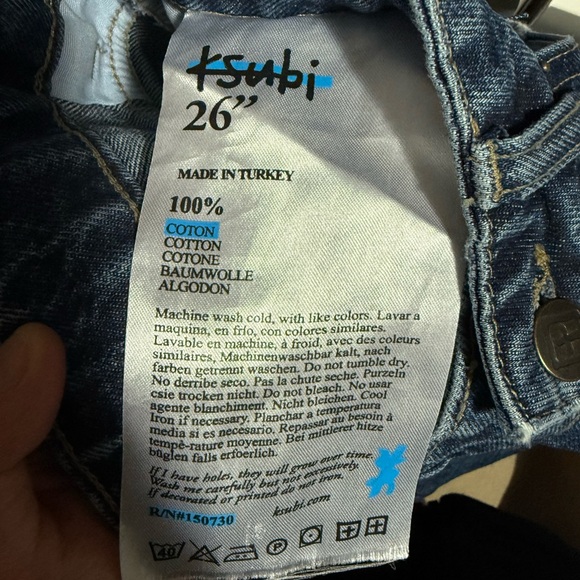 ksubi
26”
MADE IN TURKEY
100%
COTON
COTTON
COTONE
BAUMWOLLE
ALGODON
Machine wash cold, with like colors. Lavar a
maquina, en frío, con colores similares.
Lavable en machine, à froid, avec des coleurs
similaires, Machinenwaschbar kalt, nach
farben getrennt waschen. Do not tumble dry.
No derribe seco. Pas la chute seche. Purzeln
csie trocken nicht. Do not bleach. No usar
agente blanchiment. Nicht bleichen. Cool
Iron if necessary. Planchar a temperatura
media si es necesario. Repassar au besoin à
tempè-rature moyenne. Bei mittlerer hitze
büglen falls erfoerlich.
If I have holes, they will grow over time.
Wash me carefully but not excessively.
If decorated or printed do not iron.
R/N#150730
ksubi.com
40
P